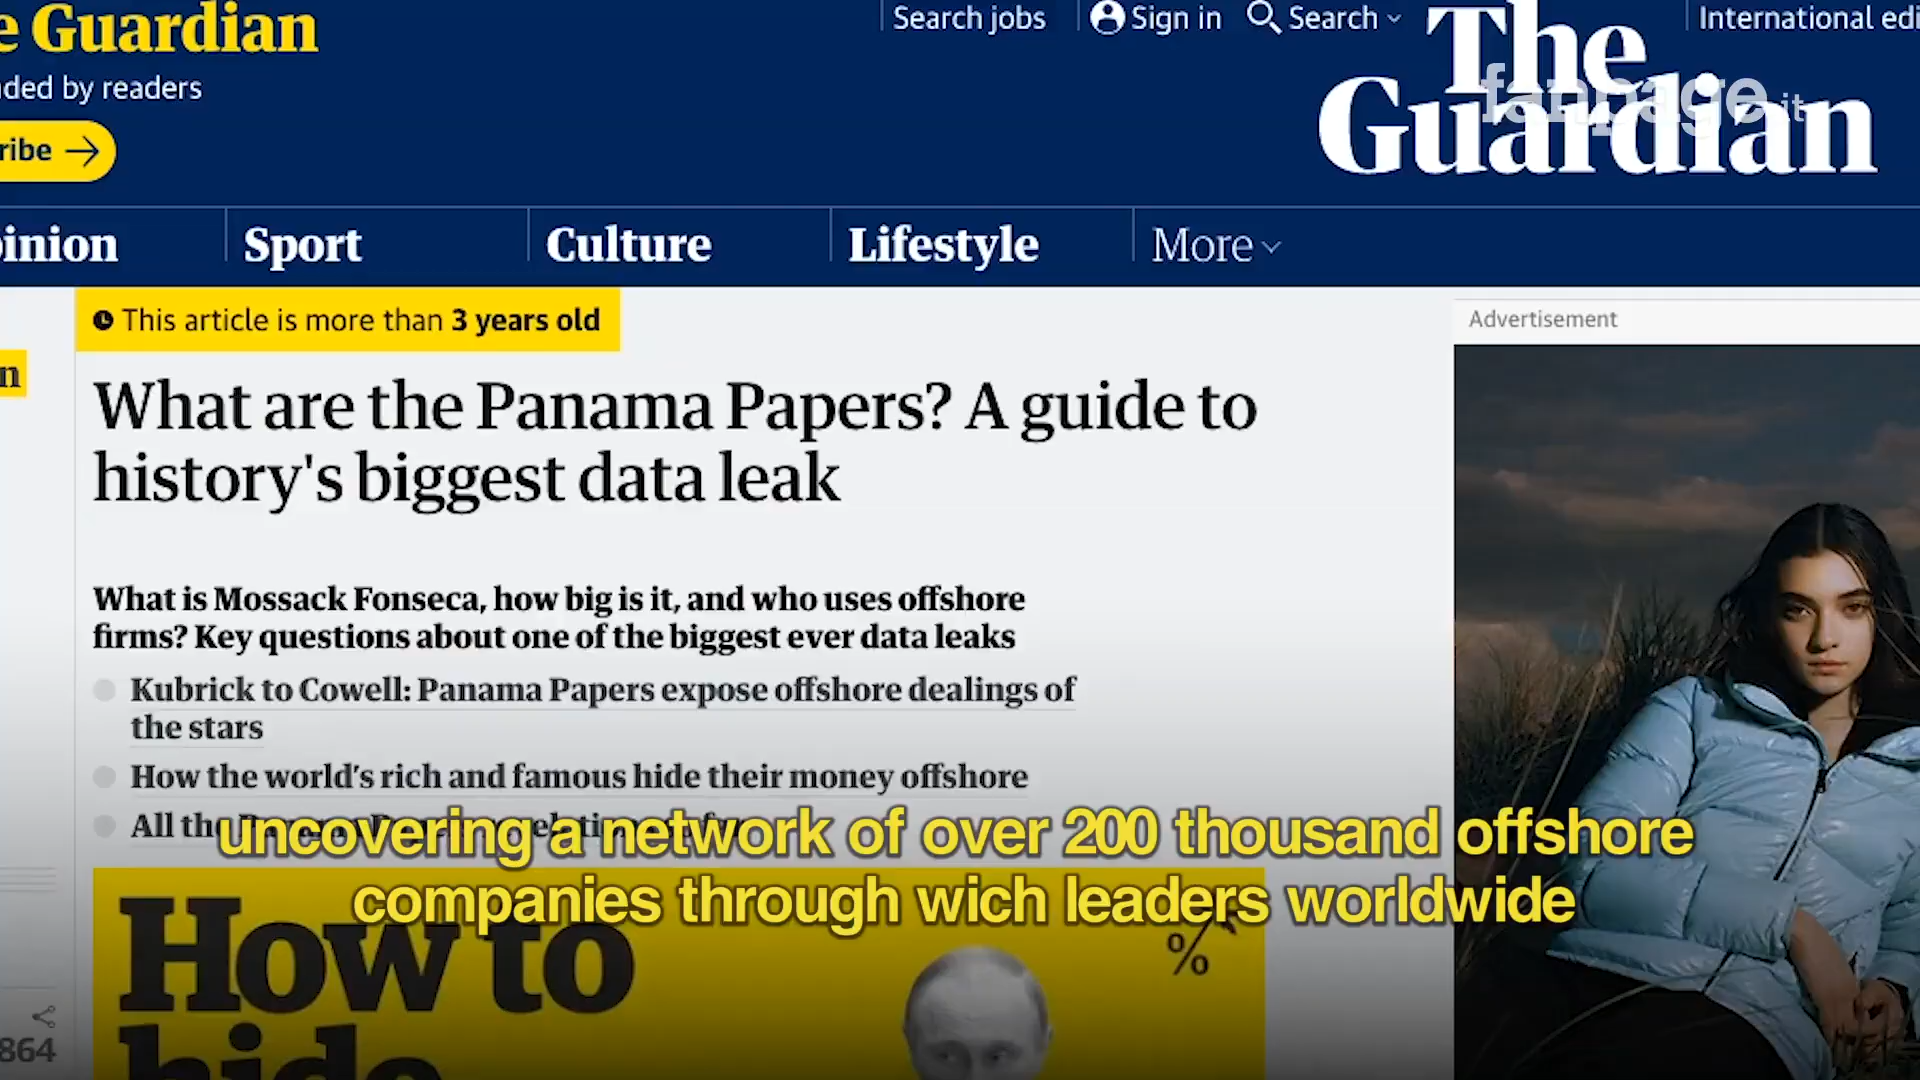 e Guardian
ded by readers
ribe
Search jobs
Sign in
Search
International edi
The
Guardian
fanpage.it
inion
Sport
Culture
Lifestyle
More
This article is more than 3 years old
Advertisement
n
What are the Panama Papers? A guide to
history's biggest data leak
What is Mossack Fonseca, how big is it, and who uses offshore
firms? Key questions about one of the biggest ever data leaks
Kubrick to Cowell: Panama Papers expose offshore dealings of
the stars
How the world's rich and famous hide their money offshore
All the
uncovering a network of over 200 thousand offshore
companies through wich leaders worldwide
How to
hide
%
864